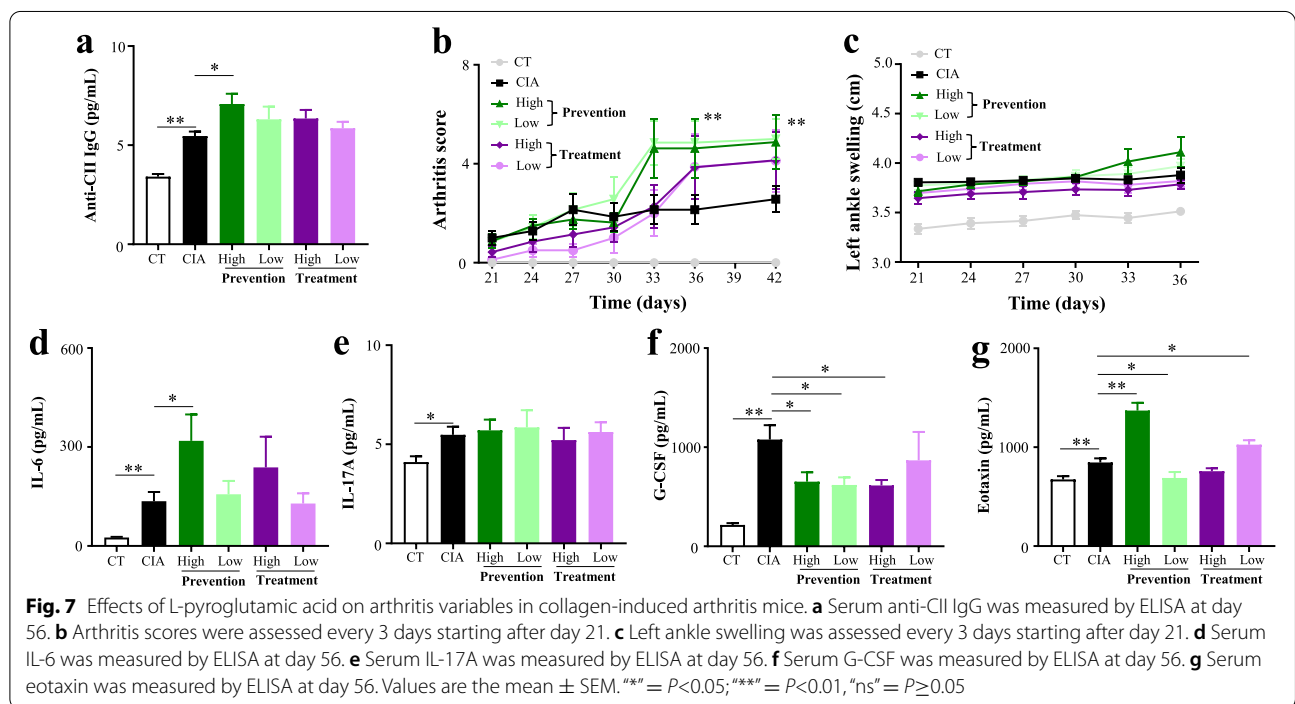 a
Anti-CII IgG (pg/mL)
10
5
0
**
*
CT CIA High Low High Low
Prevention Treatment
b
Arthritis score
8
4
0
CT
CIA
High
Low
Prevention
High
Low
Treatment
**
**
21 24 27 30 33 36 39 42
Time (days)
c
Left ankle swelling (cm)
5.0
4.5
4.0
3.5
3.0
CT
CIA
High
Low
Prevention
High
Low
Treatment
21 24 27 30 33 36
Time (days)
d
IL-6 (pg/mL)
600
300
0
**
*
CT CIA High Low High Low
Prevention Treatment
e
IL-17A (pg/mL)
10
5
0
*
CT CIA High Low High Low
Prevention Treatment
f
G-CSF (pg/mL)
2000
1000
0
**
*
*
*
CT CIA High Low High Low
Prevention Treatment
g
Eotaxin (pg/mL)
2000
1000
0
**
**
*
*
CT CIA High Low High Low
Prevention Treatment
Fig. 7 Effects of L-pyroglutamic acid on arthritis variables in collagen-induced arthritis mice. a Serum anti-CII IgG was measured by ELISA at day
56. b Arthritis scores were assessed every 3 days starting after day 21. c Left ankle swelling was assessed every 3 days starting after day 21. d Serum
IL-6 was measured by ELISA at day 56. e Serum IL-17A was measured by ELISA at day 56. f Serum G-CSF was measured by ELISA at day 56. g Serum
eotaxin was measured by ELISA at day 56. Values are the mean ± SEM. “*” = P<0.05; “**” = P<0.01, “ns” = P≥0.05